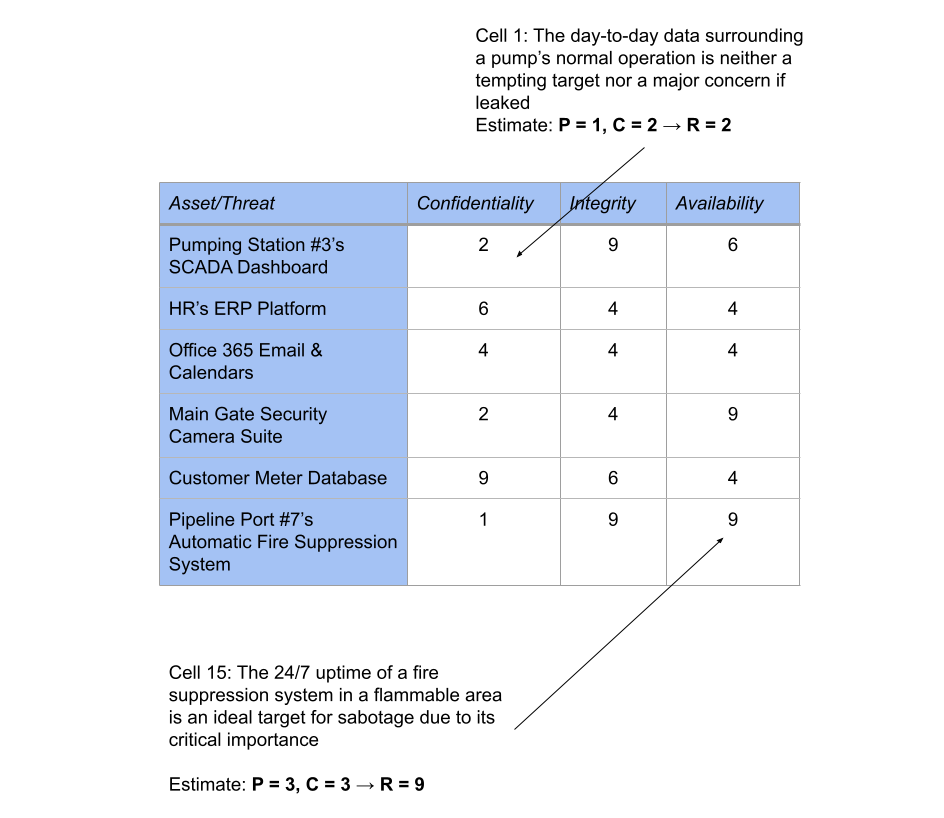 Cell 1: The day-to-day data surrounding
a pump’s normal operation is neither a
tempting target nor a major concern if
leaked
Estimate: P = 1, C = 2 → R = 2
Asset/Threat Confidentiality Integrity Availability
Pumping Station #3’s 2 9 6
SCADA Dashboard
HR’s ERP Platform 6 4 4
Office 365 Email & 4 4 4
Calendars
Main Gate Security 2 4 9
Camera Suite
Customer Meter Database 9 6 4
Pipeline Port #7’s 1 9 9
Automatic Fire Suppression
System
Cell 15: The 24/7 uptime of a fire
suppression system in a flammable area
is an ideal target for sabotage due to its
critical importance
Estimate: P = 3, C = 3 → R = 9